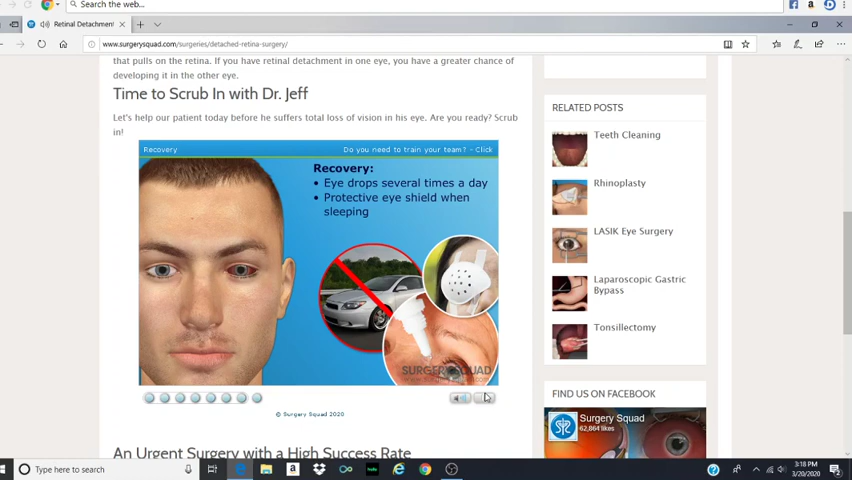 Search the web...
Retinal Detachment
www.surgerysquad.com/surgeries/detached-retina-surgery/
that pulls on the retina. If you have retinal detachment in one eye, you have a greater chance of
developing it in the other eye.
Time to Scrub In with Dr. Jeff
Let's help our patient today before he suffers total loss of vision in his eye. Are you ready? Scrub
in!
Recovery
Do you need to train your team? - Click
Recovery:
• Eye drops several times a day
• Protective eye shield when
sleeping
SURGERY SQUAD
© Surgery Squad 2020
An Urgent Surgery with a High Success Rate
RELATED POSTS
Teeth Cleaning
Rhinoplasty
LASIK Eye Surgery
Laparoscopic Gastric
Bypass
Tonsillectomy
FIND US ON FACEBOOK
Surgery Squad
62,864 likes
Type here to search
hulu
3:18 PM
3/20/2020